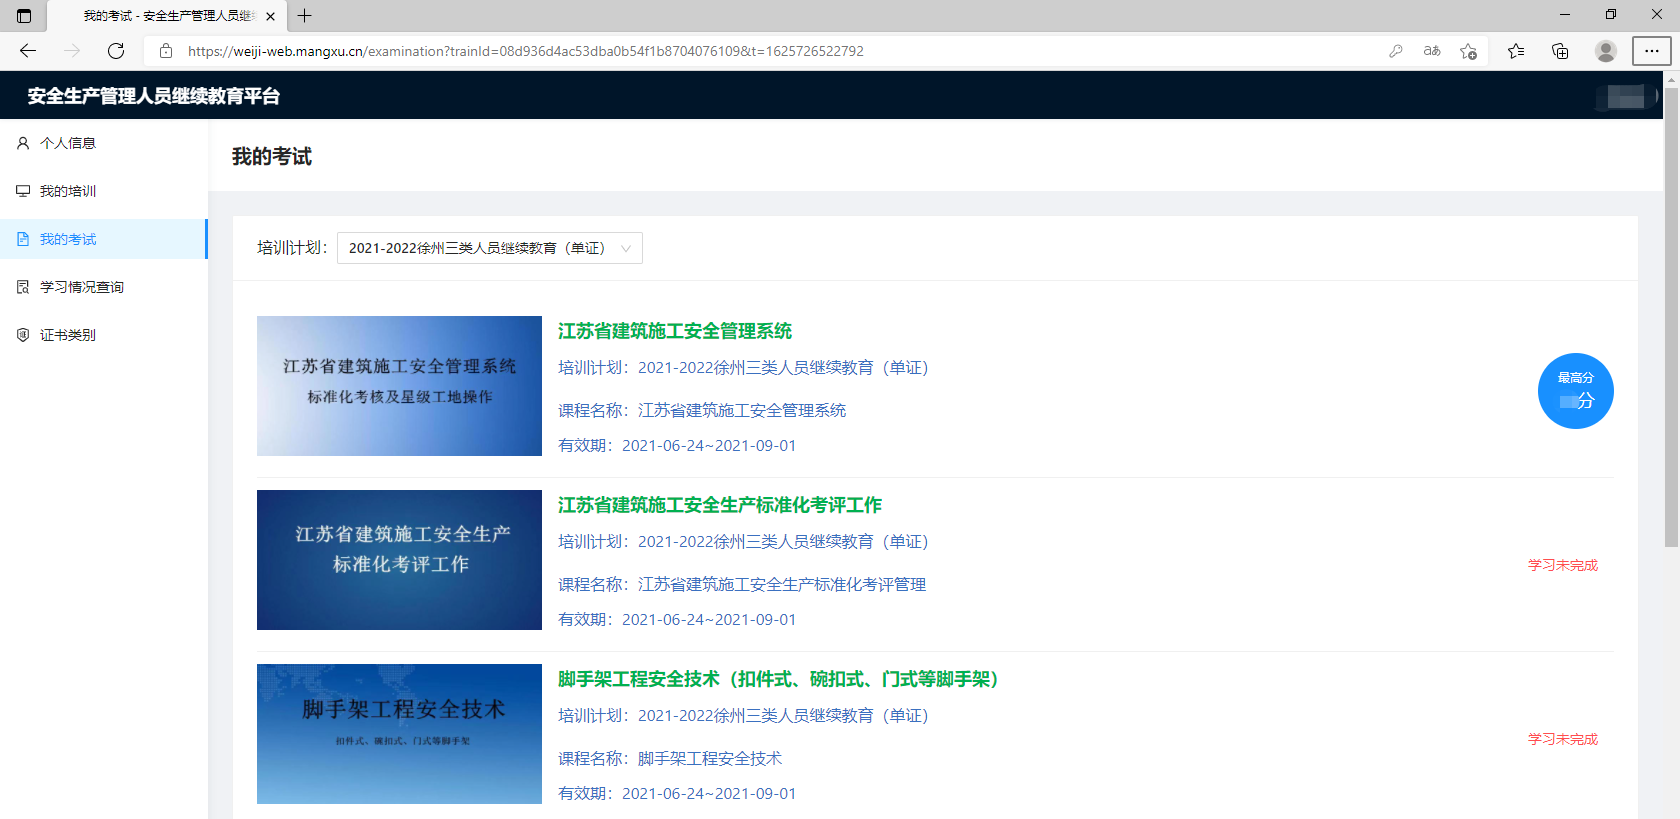 我的考试 - 安全生产管理人员继续
https://weiji-web.mangxu.cn/examination?trainId=08d936d4ac53dba0b54f1b8704076109&t=1625726522792
安全生产管理人员继续教育平台
个人信息
我的培训
我的考试
学习情况查询
证书类别
我的考试
培训计划： 2021-2022徐州三类人员继续教育（单证）
江苏省建筑施工安全管理系统
标准化考核及星级工地操作
江苏省建筑施工安全管理系统
培训计划：2021-2022徐州三类人员继续教育（单证）
课程名称：江苏省建筑施工安全管理系统
有效期：2021-06-24~2021-09-01
最高分
分
江苏省建筑施工安全生产
标准化考评工作
江苏省建筑施工安全生产标准化考评工作
培训计划：2021-2022徐州三类人员继续教育（单证）
课程名称：江苏省建筑施工安全生产标准化考评管理
有效期：2021-06-24~2021-09-01
学习未完成
脚手架工程安全技术
扣件式、碗扣式、门式等脚手架
脚手架工程安全技术（扣件式、碗扣式、门式等脚手架）
培训计划：2021-2022徐州三类人员继续教育（单证）
课程名称：脚手架工程安全技术
有效期：2021-06-24~2021-09-01
学习未完成